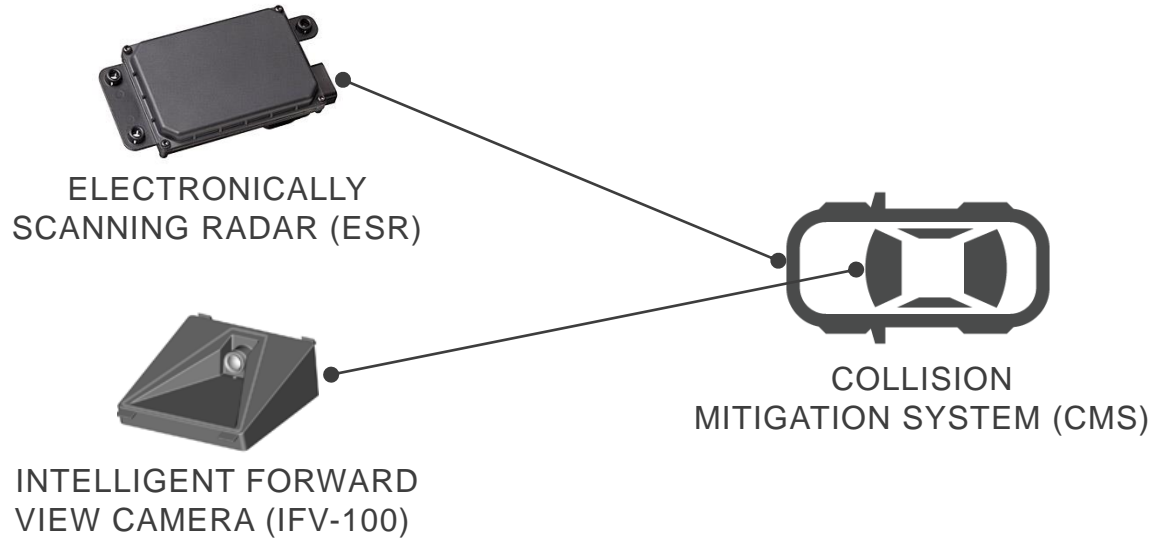 ELECTRONICALLY
SCANNING RADAR (ESR)
INTELLIGENT FORWARD
VIEW CAMERA (IFV-100)
COLLISION
MITIGATION SYSTEM (CMS)